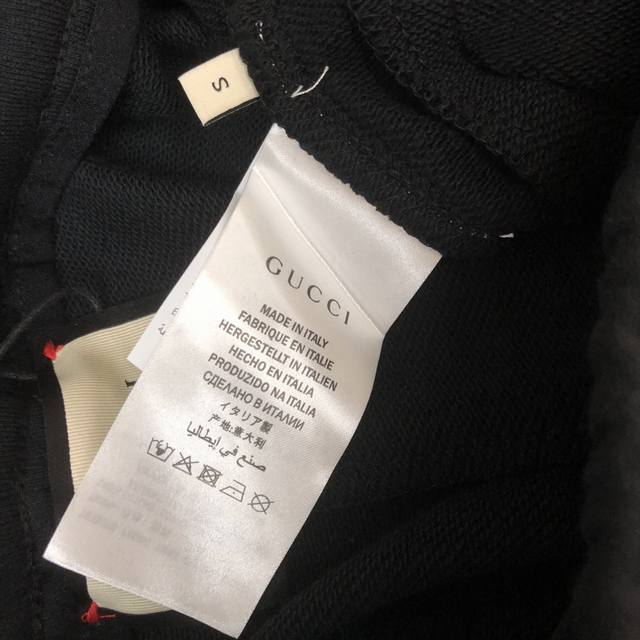 S
GUCCI
MADE IN ITALY
FABRIQUE EN ITALIE
HERGESTELLT IN ITALIEN
HECHO EN ITALIA
PRODUZIDO NA ITALIA
СДЕЛАНО В ИТАЛИИ
イタリア製
产地意大利
صنع في إيطاليا